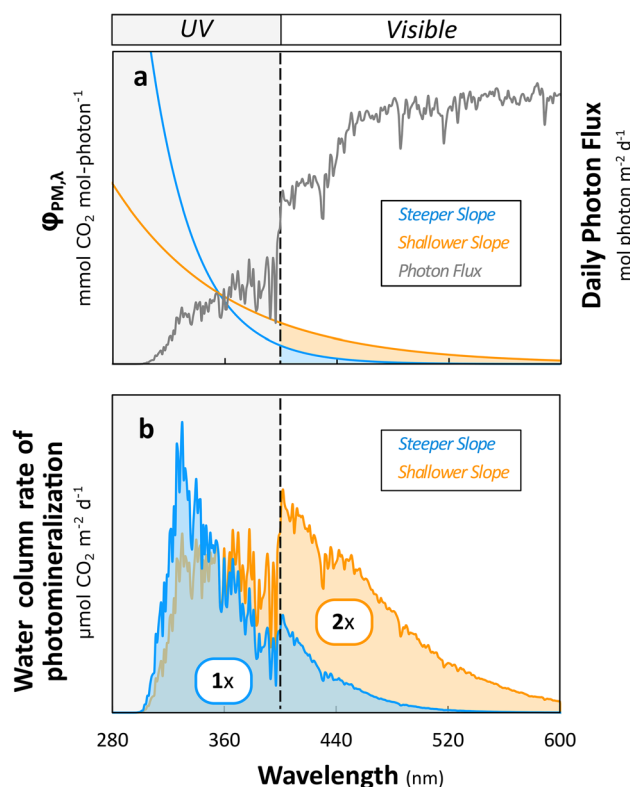 UV
Visible
a
φPM,λ
mmol CO2 mol-photon-1
Daily Photon Flux
mol photon m-2 d-1
Steeper Slope
Shallower Slope
Photon Flux
b
Water column rate of
photomineralization
μmol CO2 m-2 d-1
Steeper Slope
Shallower Slope
2x
1x
280 360 440 520 600
Wavelength (nm)